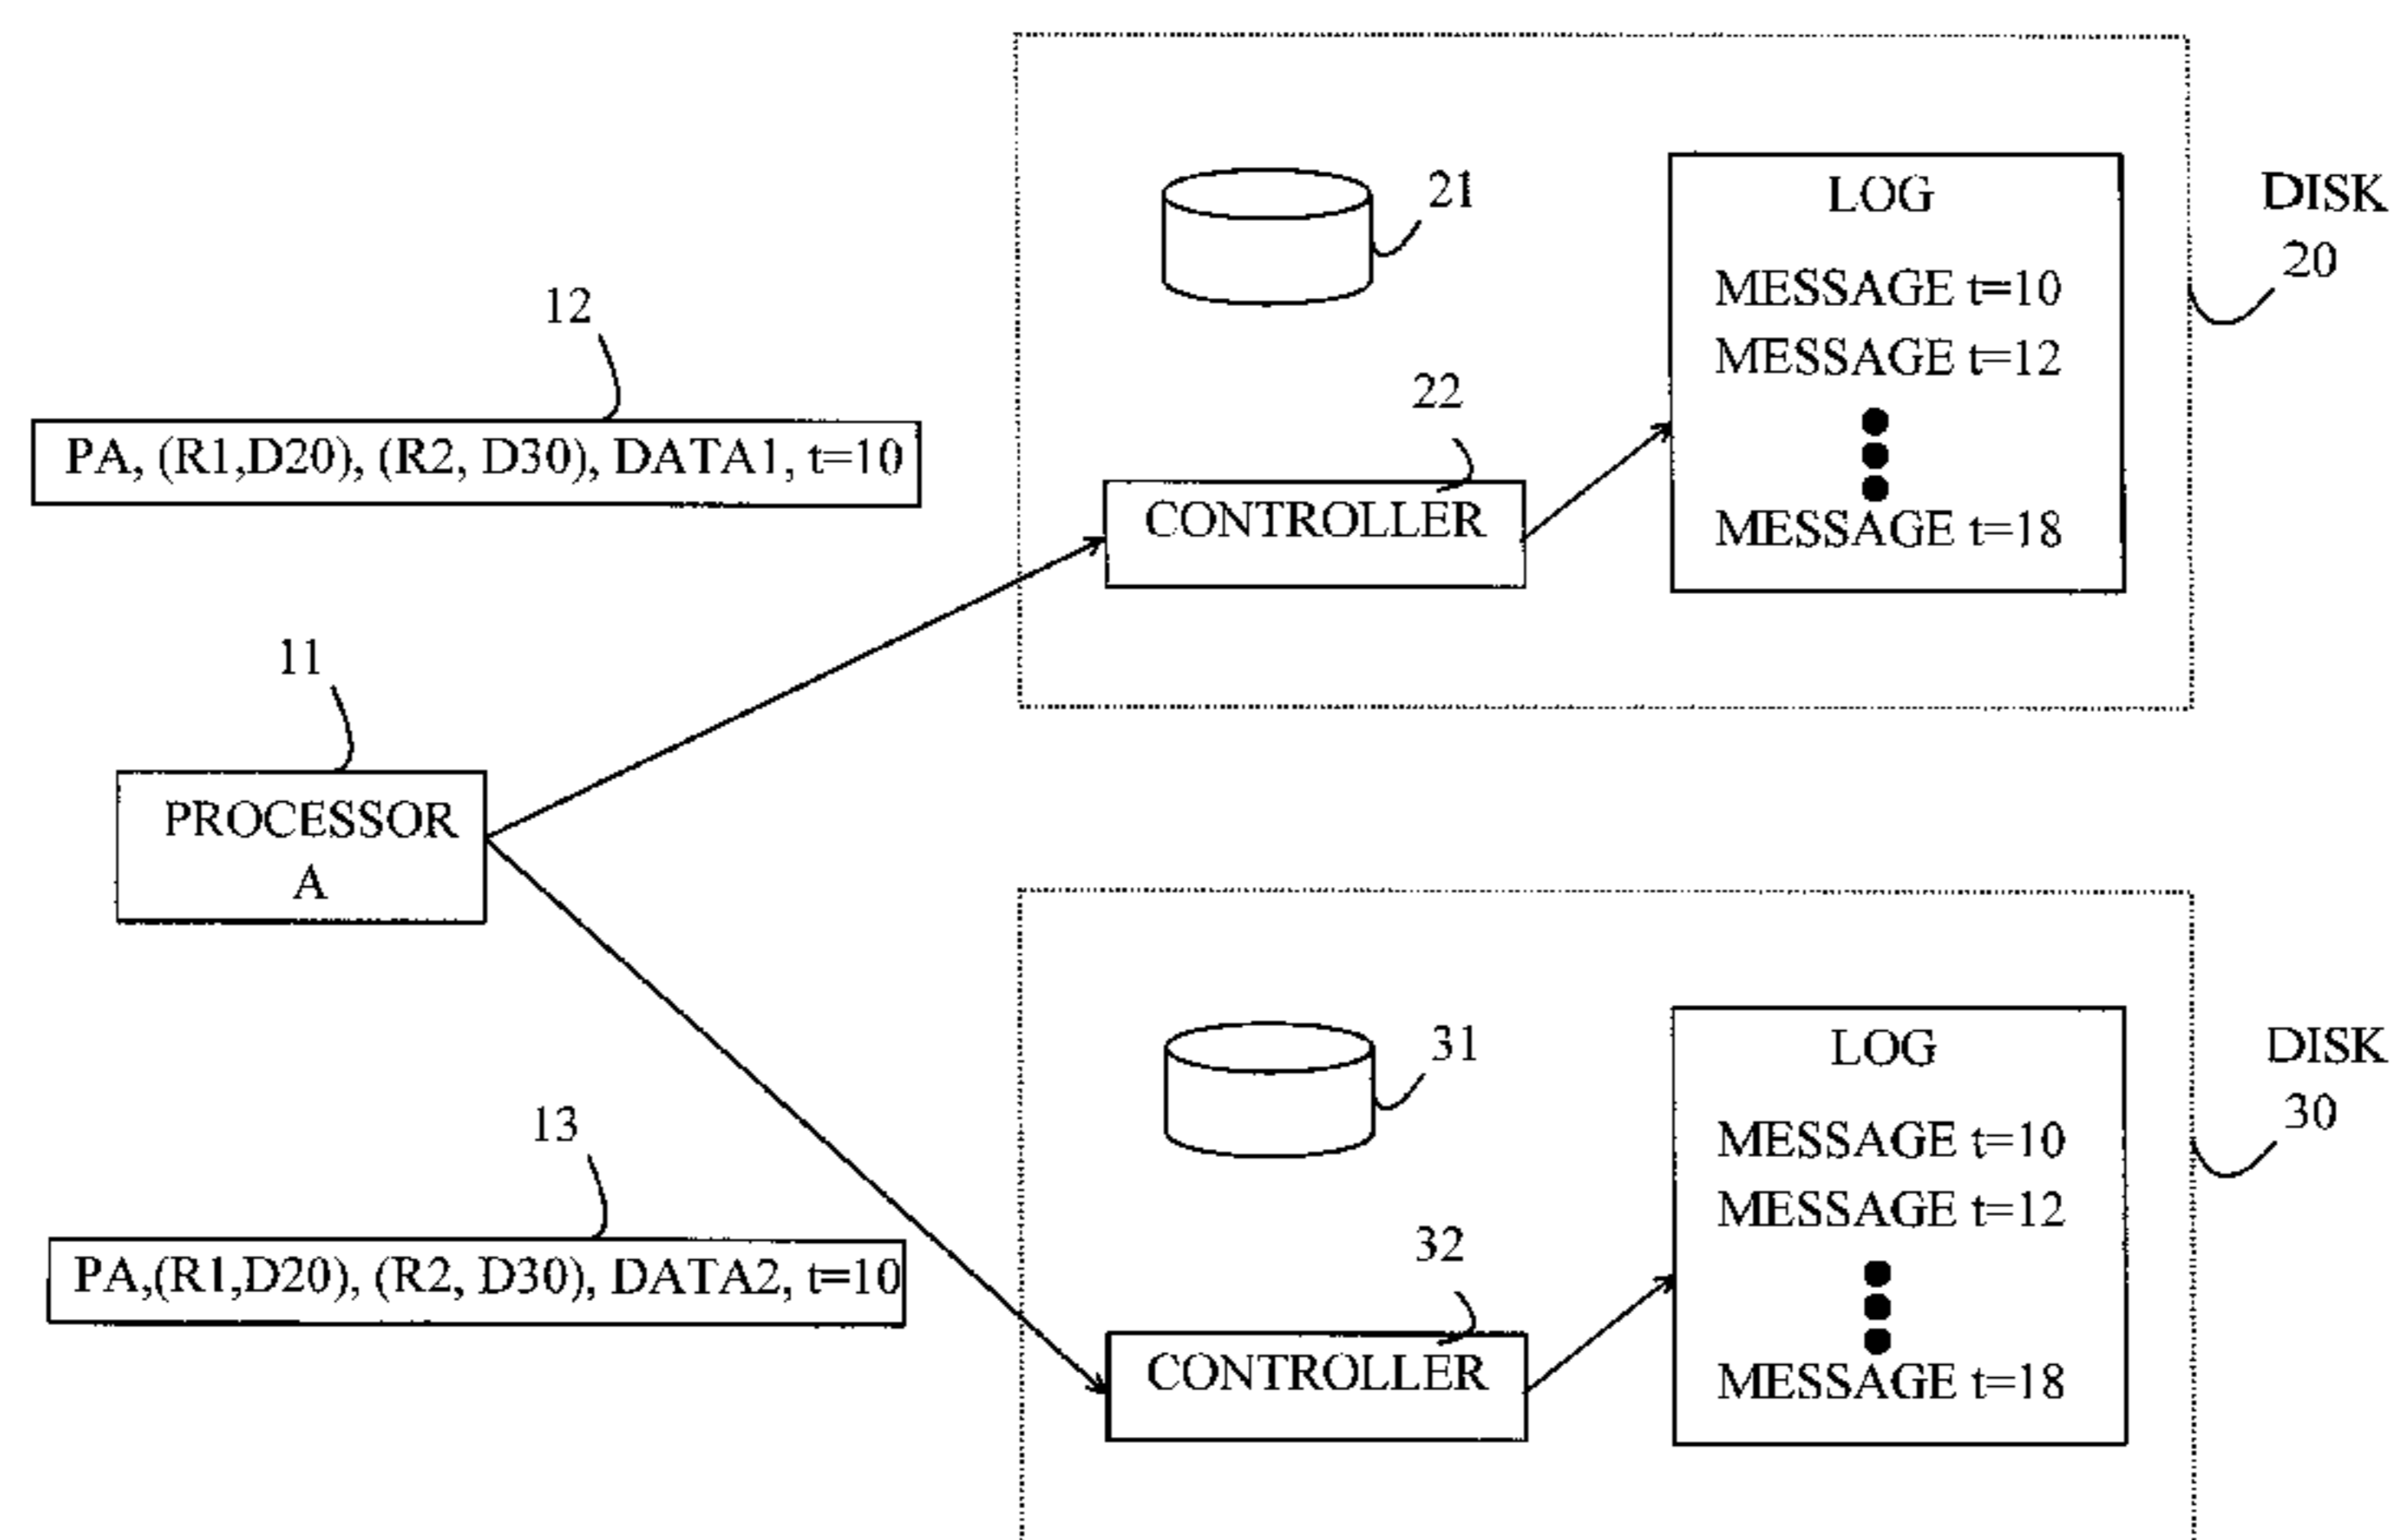 12
PA, (R1,D20), (R2, D30), DATA1, t=10
11
PROCESSOR
A
13
PA,(R1,D20), (R2, D30), DATA2, t=10
21
22
CONTROLLER
LOG
MESSAGE t=10
MESSAGE t=12
MESSAGE t=18
DISK
20
31
32
CONTROLLER
LOG
MESSAGE t=10
MESSAGE t=12
MESSAGE t=18
DISK
30